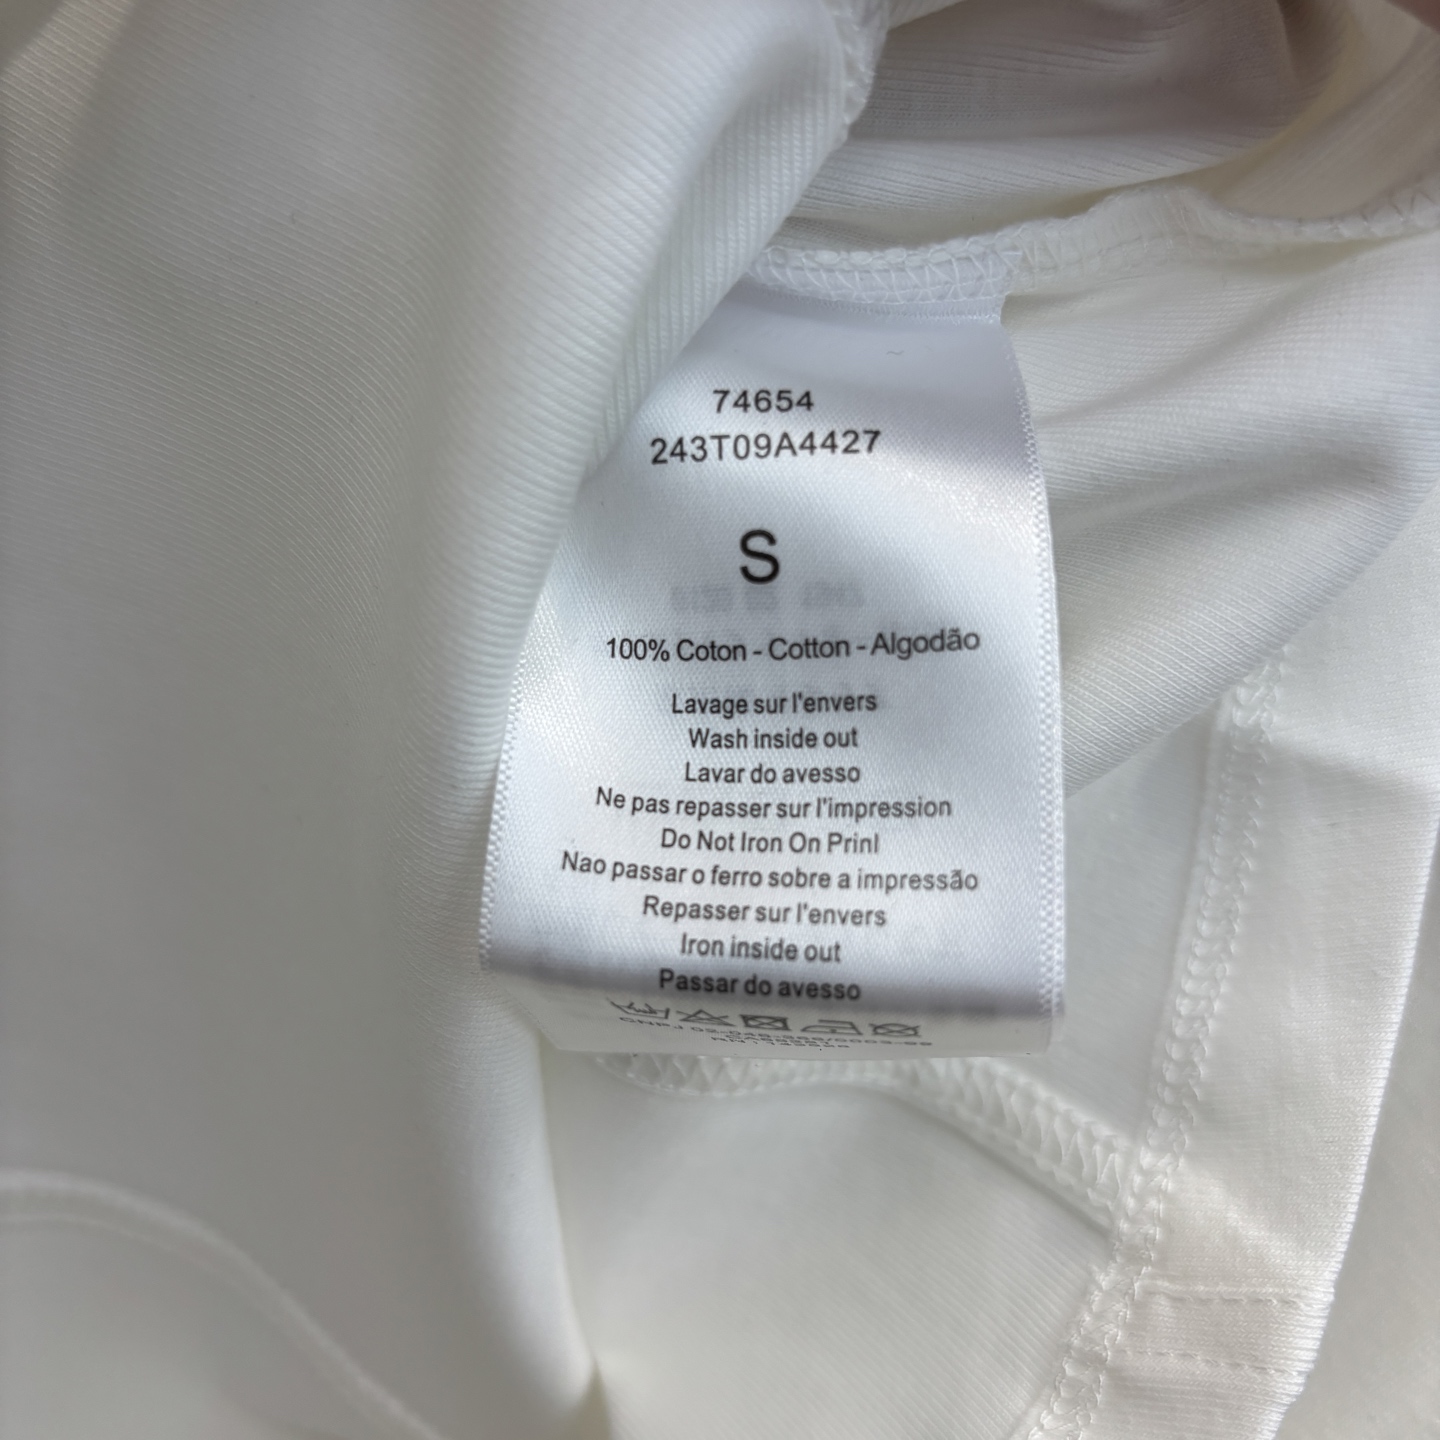 74654
243T09A4427
S
100% Coton - Cotton - Algodão
Lavage sur l'envers
Wash inside out
Lavar do avesso
Ne pas repasser sur l'impression
Do Not Iron On Prinl
Nao passar o ferro sobre a impressão
Repasser sur l'envers
Iron inside out
Passar do avesso
CNPJ